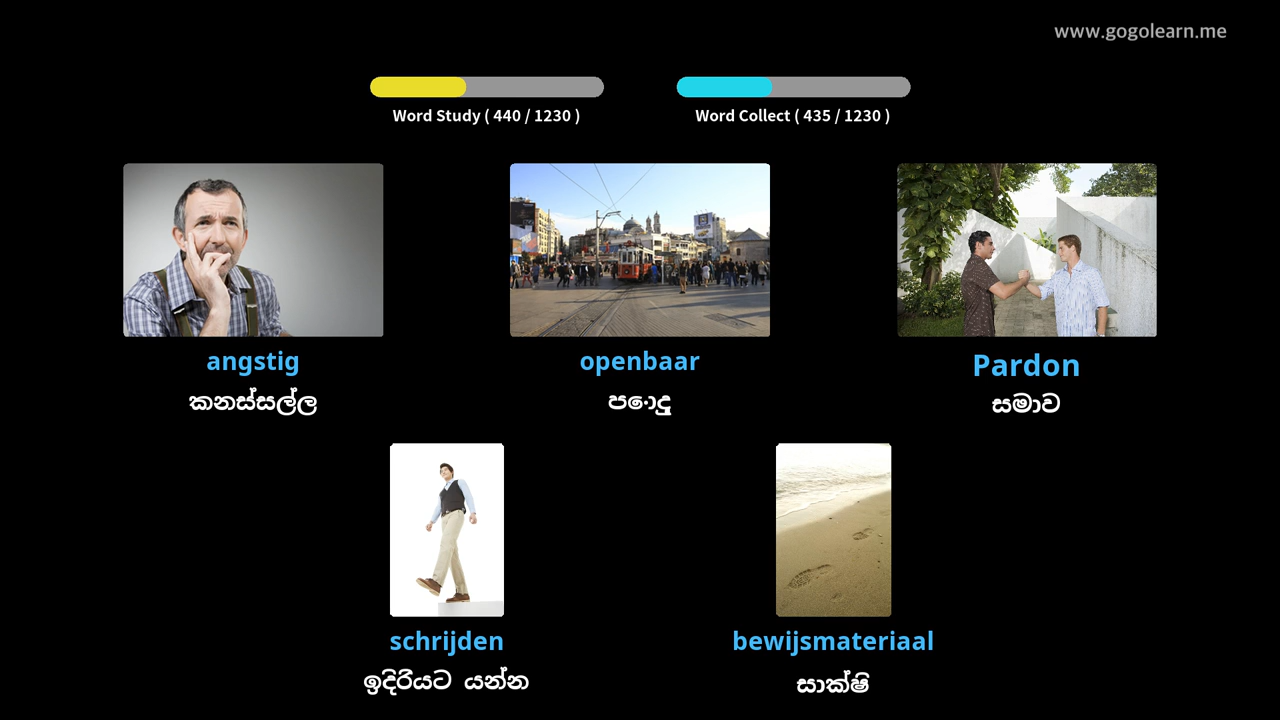 www.gogolearn.me
Word Study ( 440 / 1230 )
Word Collect ( 435 / 1230 )
angstig
කනස්සල්ල
openbaar
පොදු
Pardon
සමාව
schrijden
ඉදිරියට යන්න
bewijsmateriaal
සාක්ෂි